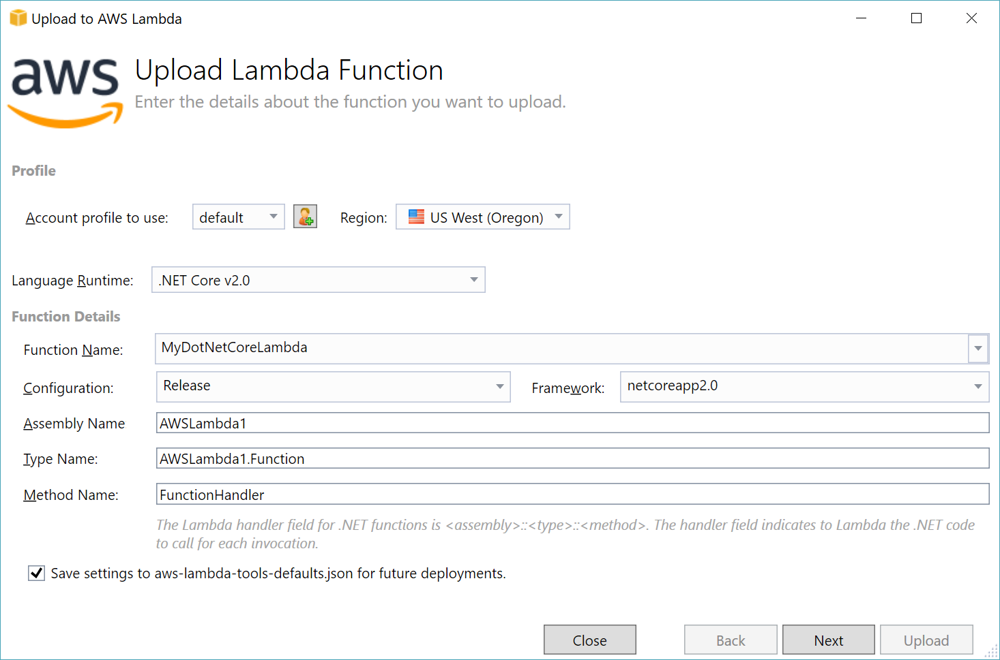 Upload to AWS Lambda
aws
Upload Lambda Function
Enter the details about the function you want to upload.
Profile
Account profile to use: default Region: US West (Oregon)
Language Runtime: .NET Core v2.0
Function Details
Function Name: MyDotNetCoreLambda
Configuration: Release Framework: netcoreapp2.0
Assembly Name AWSLambda1
Type Name: AWSLambda1.Function
Method Name: FunctionHandler
The Lambda handler field for .NET functions is <assembly>::<type>::<method>. The handler field indicates to Lambda the .NET code
to call for each invocation.
Save settings to aws-lambda-tools-defaults.json for future deployments.
Close Back Next Upload